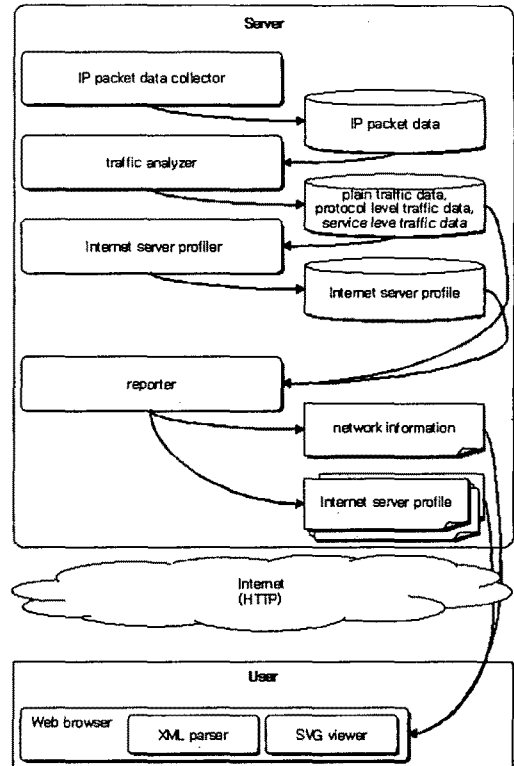 Server
IP packet data collector
IP packet data
traffic analyzer
plain traffic data,
protocol level traffic data,
service leve traffic data
Internet server profiler
Internet server profile
reporter
network information
Internet server profile
Internet
(HTTP)
User
Web browser
XML parser
SVG viewer